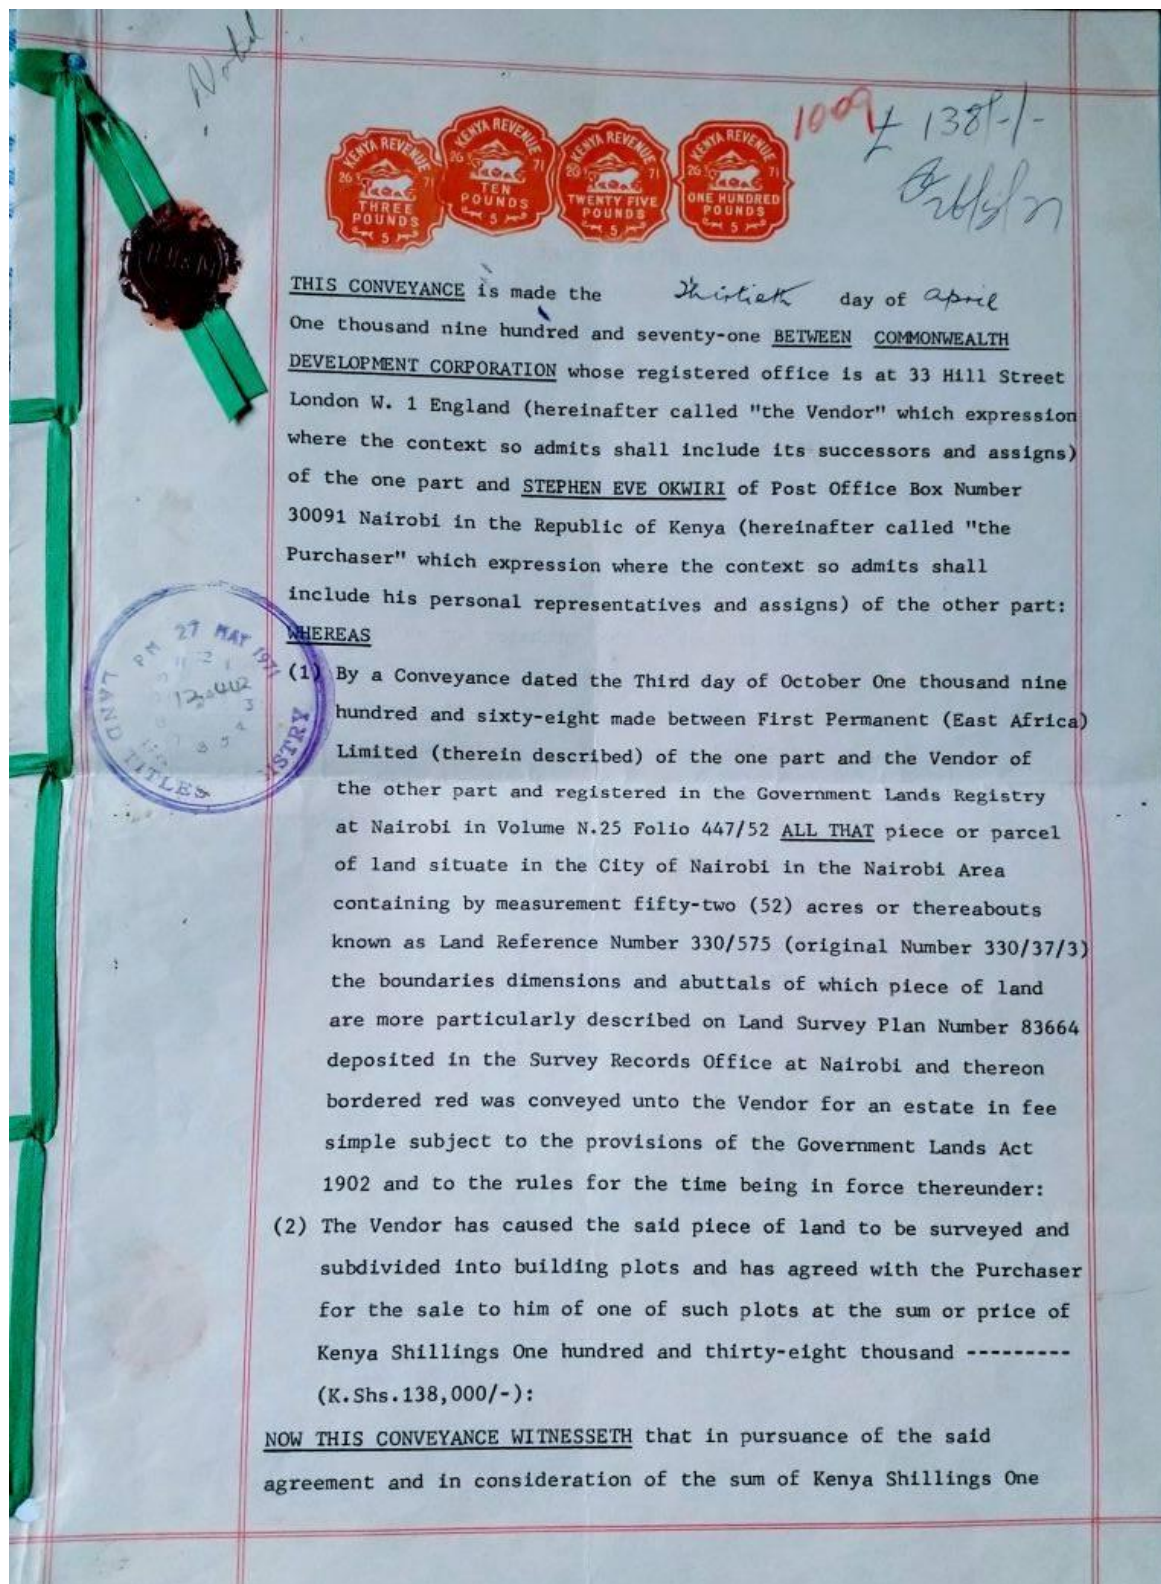 Noted
1009
£ 138/-/-
26/5/71
KENYA REVENUE
26 71
THREE
POUNDS
5
KENYA REVENUE
26 71
TEN
POUNDS
5
KENYA REVENUE
26 71
TWENTY FIVE
POUNDS
5
KENYA REVENUE
26 71
ONE HUNDRED
POUNDS
5
THIS CONVEYANCE is made the Thirtieth day of April
One thousand nine hundred and seventy-one BETWEEN COMMONWEALTH
DEVELOPMENT CORPORATION whose registered office is at 33 Hill Street
London W. 1 England (hereinafter called "the Vendor" which expression
where the context so admits shall include its successors and assigns)
of the one part and STEPHEN EVE OKWIRI of Post Office Box Number
30091 Nairobi in the Republic of Kenya (hereinafter called "the
Purchaser" which expression where the context so admits shall
include his personal representatives and assigns) of the other part:
WHEREAS
PM 27 MAY 1971
LAND TITLES
ISTRY
(1) By a Conveyance dated the Third day of October One thousand nine
hundred and sixty-eight made between First Permanent (East Africa)
Limited (therein described) of the one part and the Vendor of
the other part and registered in the Government Lands Registry
at Nairobi in Volume N.25 Folio 447/52 ALL THAT piece or parcel
of land situate in the City of Nairobi in the Nairobi Area
containing by measurement fifty-two (52) acres or thereabouts
known as Land Reference Number 330/575 (original Number 330/37/3)
the boundaries dimensions and abuttals of which piece of land
are more particularly described on Land Survey Plan Number 83664
deposited in the Survey Records Office at Nairobi and thereon
bordered red was conveyed unto the Vendor for an estate in fee
simple subject to the provisions of the Government Lands Act
1902 and to the rules for the time being in force thereunder:
(2) The Vendor has caused the said piece of land to be surveyed and
subdivided into building plots and has agreed with the Purchaser
for the sale to him of one of such plots at the sum or price of
Kenya Shillings One hundred and thirty-eight thousand ---------
(K.Shs.138,000/-):
NOW THIS CONVEYANCE WITNESSETH that in pursuance of the said
agreement and in consideration of the sum of Kenya Shillings One